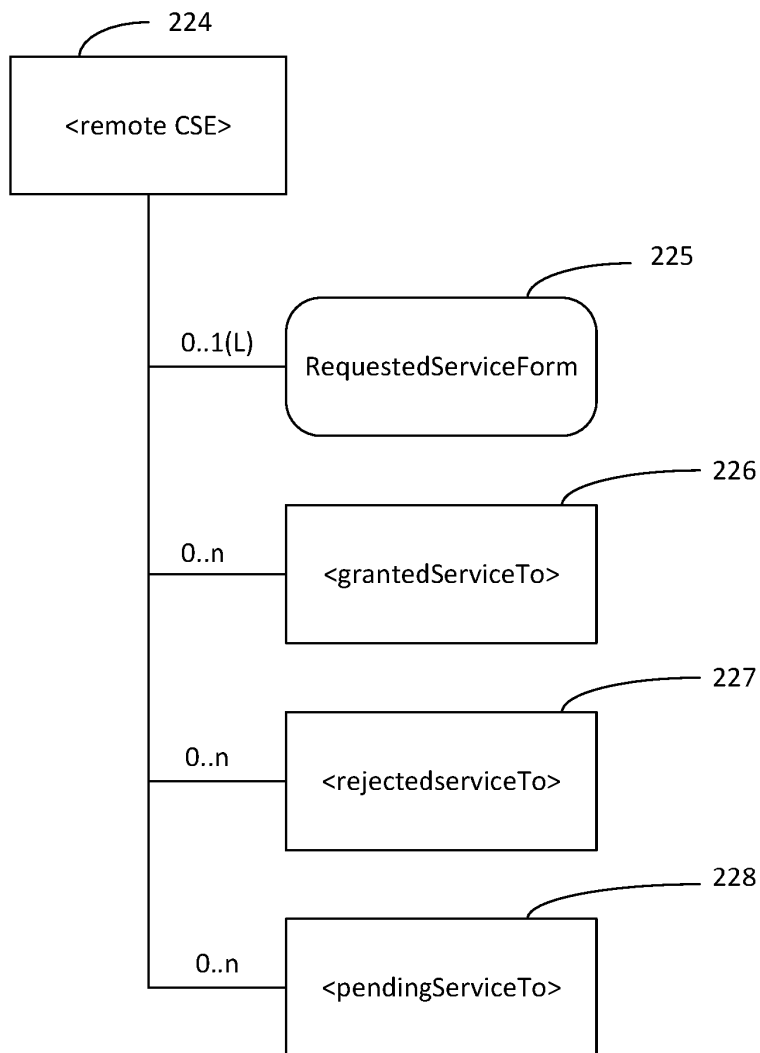 224
<remote CSE>
225
0..1(L)
RequestedServiceForm
226
0..n
<grantedServiceTo>
227
0..n
<rejectedserviceTo>
228
0..n
<pendingServiceTo>